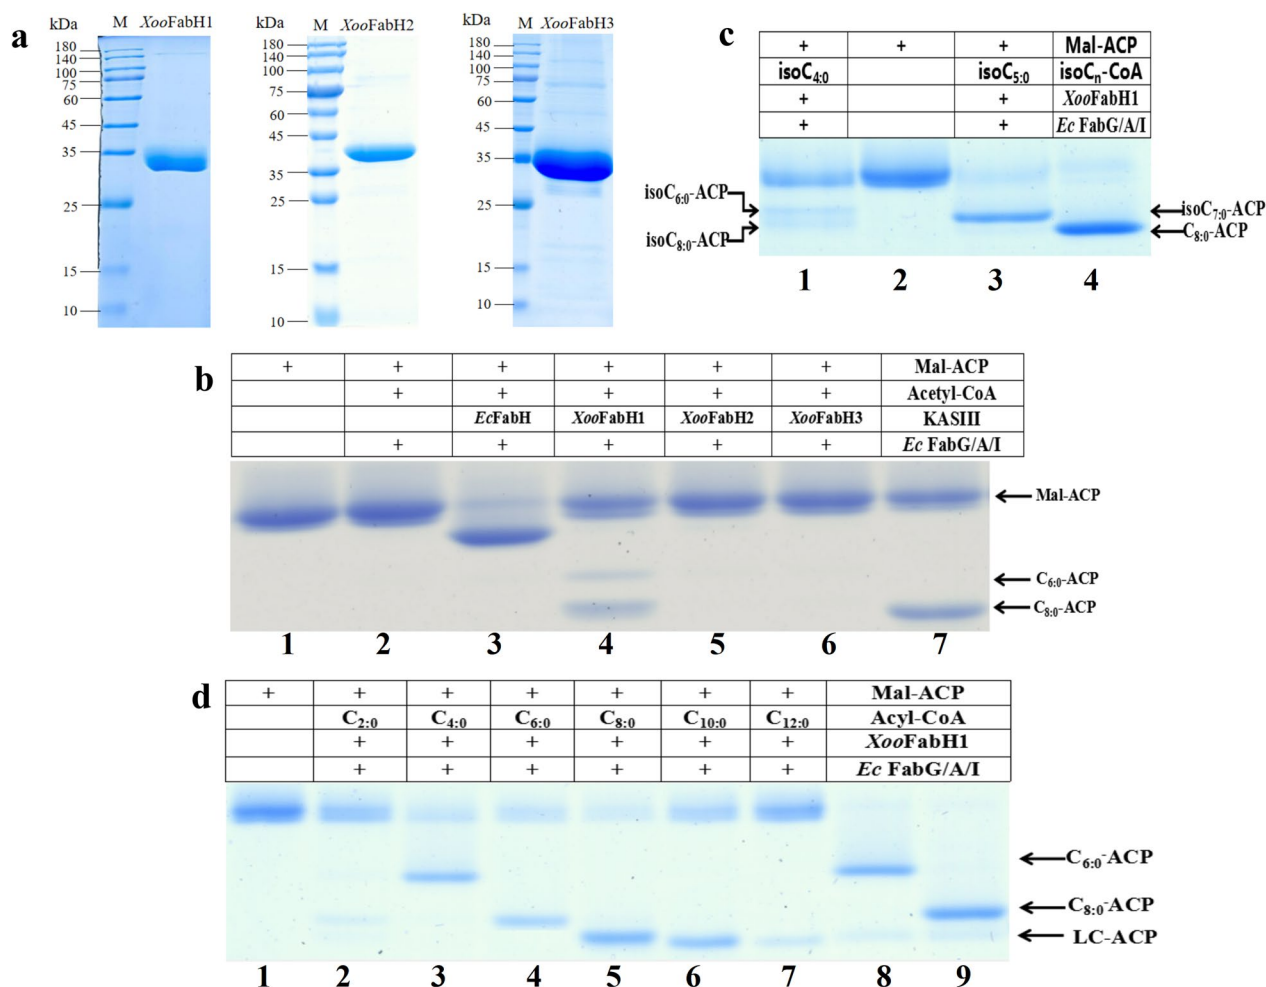 a
kDa M XooFabH1
180
140
100
75
60
45
35
25
15
10
kDa M XooFabH2
180
140
100
75
60
45
35
25
15
10
kDa M XooFabH3
180
140
100
75
60
45
35
25
15
10
c
+ + + Mal-ACP
isoC4:0 isoC5:0 isoCn-CoA
+ + XooFabH1
+ + Ec FabG/A/I
isoC6:0-ACP
isoC8:0-ACP
isoC7:0-ACP
C8:0-ACP
1 2 3 4
b
+ + + + + + Mal-ACP
+ + + + + Acetyl-CoA
EcFabH XooFabH1 XooFabH2 XooFabH3 KASIII
+ + + + + Ec FabG/A/I
Mal-ACP
C6:0-ACP
C8:0-ACP
1 2 3 4 5 6 7
d
+ + + + + + + Mal-ACP
C2:0 C4:0 C6:0 C8:0 C10:0 C12:0 Acyl-CoA
+ + + + + + XooFabH1
+ + + + + + Ec FabG/A/I
C6:0-ACP
C8:0-ACP
LC-ACP
1 2 3 4 5 6 7 8 9